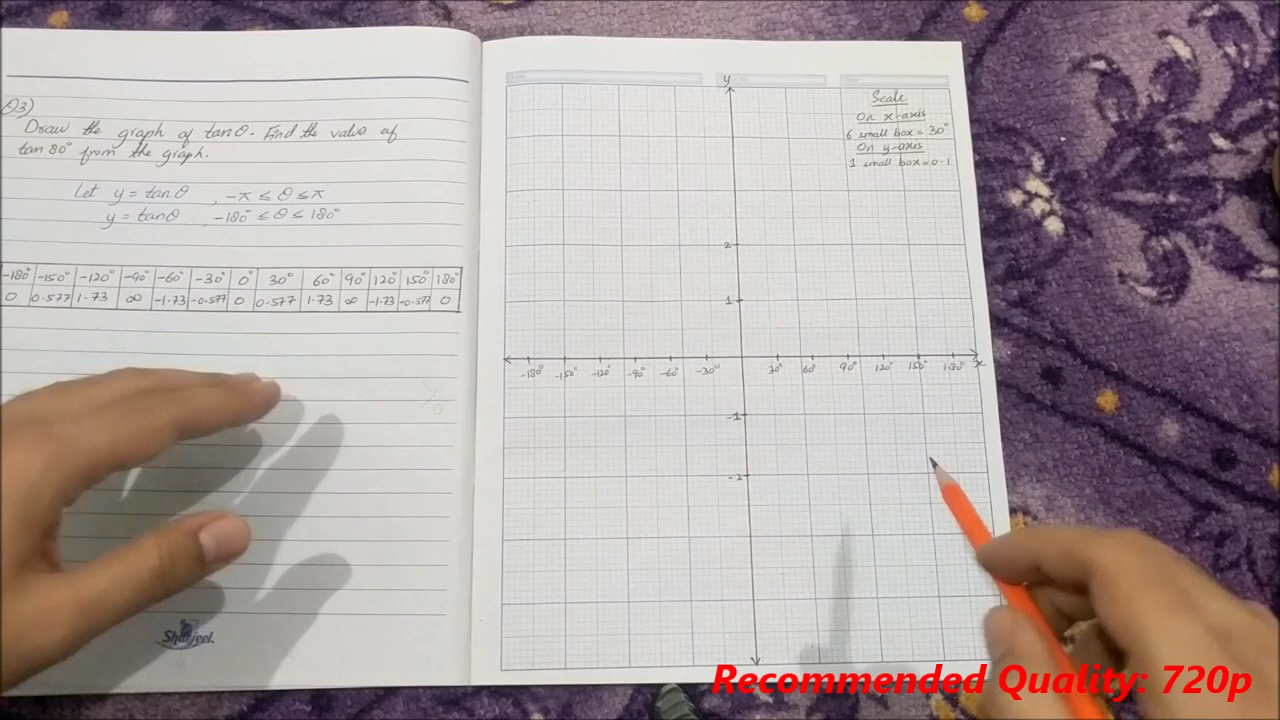 Q3)
Draw the graph of tanθ. Find the value of
tan 80° from the graph.
Let y = tanθ , -π ≤ θ ≤ π
y = tanθ , -180° ≤ θ ≤ 180°
-180° -150° -120° -90° -60° -30° 0° 30° 60° 90° 120° 150° 180°
0 0.577 1.73 ∞ -1.73 -0.577 0 0.577 1.73 ∞ -1.73 -0.577 0
Sharjeel
y
Scale
On x-axis
6 small box = 30°
On y-axis
1 small box = 0.1
2
1
-180° -150° -120° -90° -60° -30° 30° 60° 90° 120° 150° 180° x
-1
-2
Recommended Quality: 720p